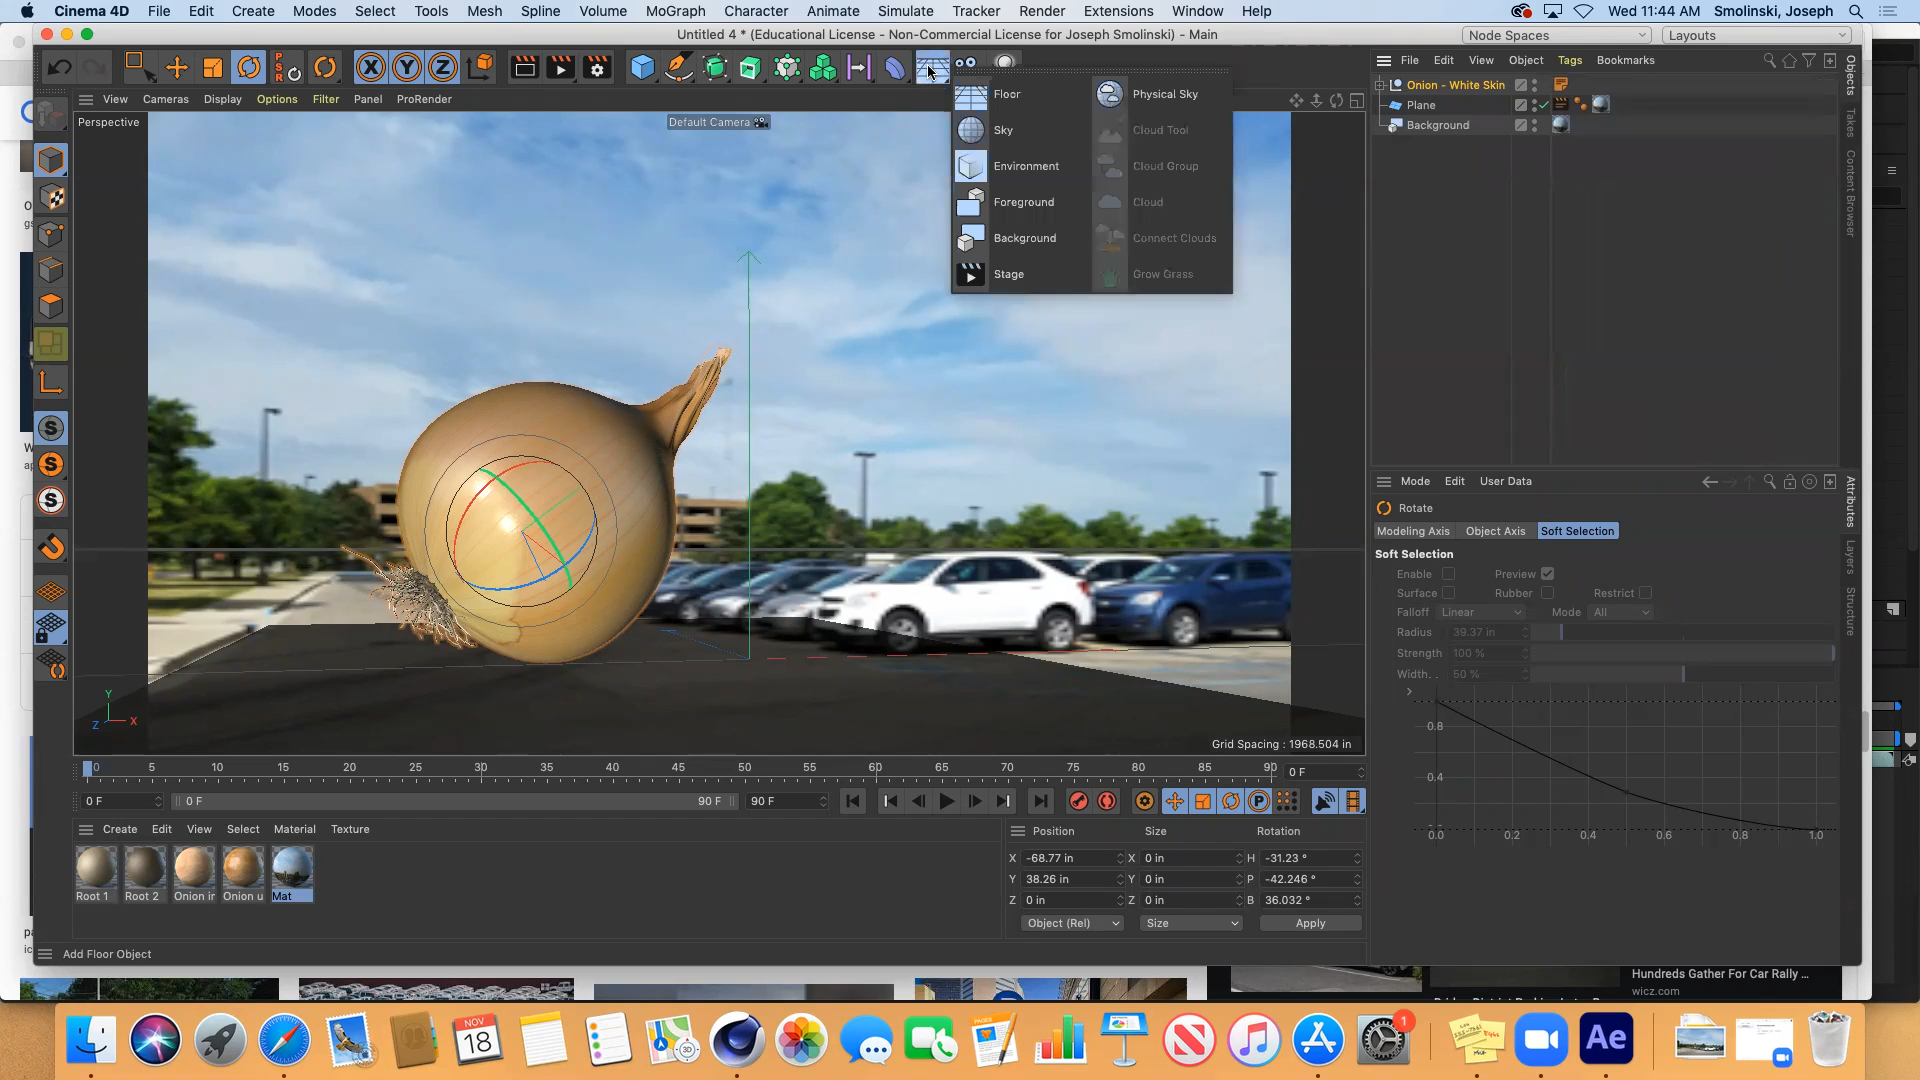 Cinema 4D File Edit Create Modes Select Tools Mesh Spline Volume MoGraph Character Animate Simulate Tracker Render Extensions Window Help Wed 11:44 AM Smolinski, Joseph
Untitled 4 * (Educational License - Non-Commercial License for Joseph Smolinski) - Main
Node Spaces Layouts
PSR X Y Z
View Cameras Display Options Filter Panel ProRender
Perspective
Default Camera
Floor Physical Sky
Sky Cloud Tool
Environment Cloud Group
Foreground Cloud
Background Connect Clouds
Stage Grow Grass
File Edit View Object Tags Bookmarks
Onion - White Skin
Plane
Background
Objects
Takes
Content Browser
Mode Edit User Data
Rotate
Modeling Axis Object Axis Soft Selection
Soft Selection
Enable Preview
Surface Rubber Restrict
Falloff Linear Mode All
Radius 39.37 in
Strength 100 %
Width. . 50 %
0.8
0.4
0.0 0.2 0.4 0.6 0.8 1.0
Attributes
Layers
Structure
Y
X
Z
Grid Spacing : 1968.504 in
0 5 10 15 20 25 30 35 40 45 50 55 60 65 70 75 80 85 90 0 F
0 F 0 F 90 F 90 F
Create Edit View Select Material Texture
Root 1 Root 2 Onion ir Onion u Mat
Position Size Rotation
X -68.77 in X 0 in H -31.23 °
Y 38.26 in Y 0 in P -42.246 °
Z 0 in Z 0 in B 36.032 °
Object (Rel) Size Apply
Add Floor Object
Hundreds Gather For Car Rally ...
wicz.com
NOV
18
1
Ae